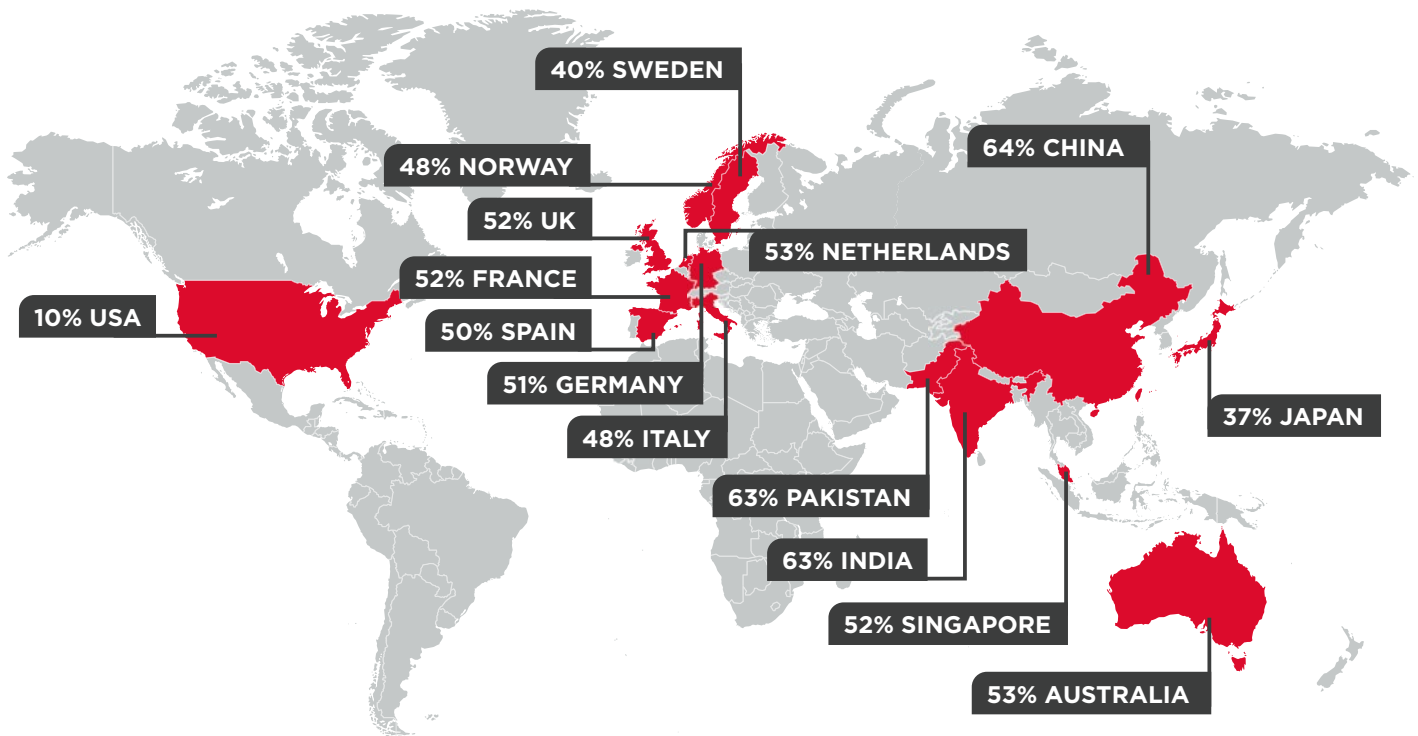 40% SWEDEN
64% CHINA
48% NORWAY
52% UK
53% NETHERLANDS
52% FRANCE
10% USA
50% SPAIN
51% GERMANY
37% JAPAN
48% ITALY
63% PAKISTAN
63% INDIA
52% SINGAPORE
53% AUSTRALIA